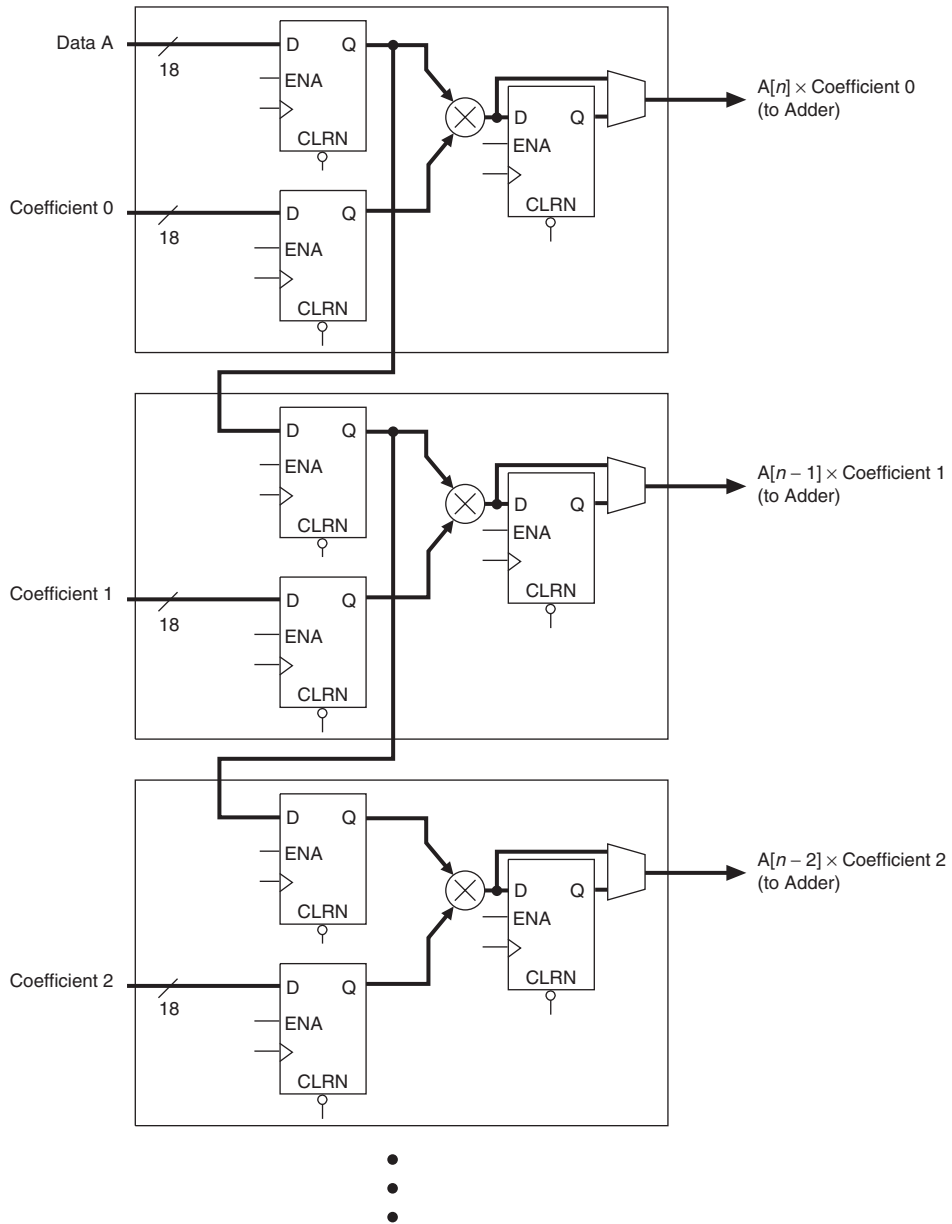 Data A
18
D Q
ENA
CLRN
A[n] × Coefficient 0
(to Adder)
D Q
ENA
CLRN
Coefficient 0
18
D Q
ENA
CLRN
D Q
ENA
CLRN
A[n – 1] × Coefficient 1
(to Adder)
D Q
ENA
CLRN
Coefficient 1
18
D Q
ENA
CLRN
D Q
ENA
CLRN
A[n – 2] × Coefficient 2
(to Adder)
D Q
ENA
CLRN
Coefficient 2
18
D Q
ENA
CLRN